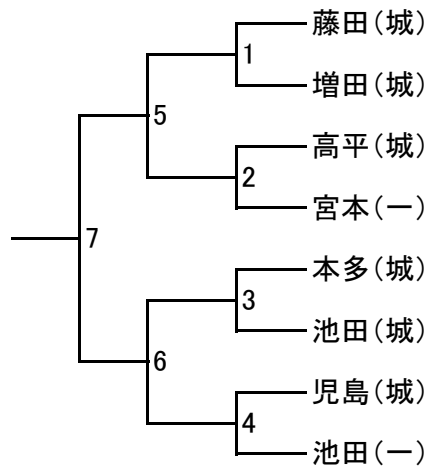 藤田(城)
1
増田(城)
5
高平(城)
2
宮本(一)
7
本多(城)
3
池田(城)
6
児島(城)
4
池田(一)